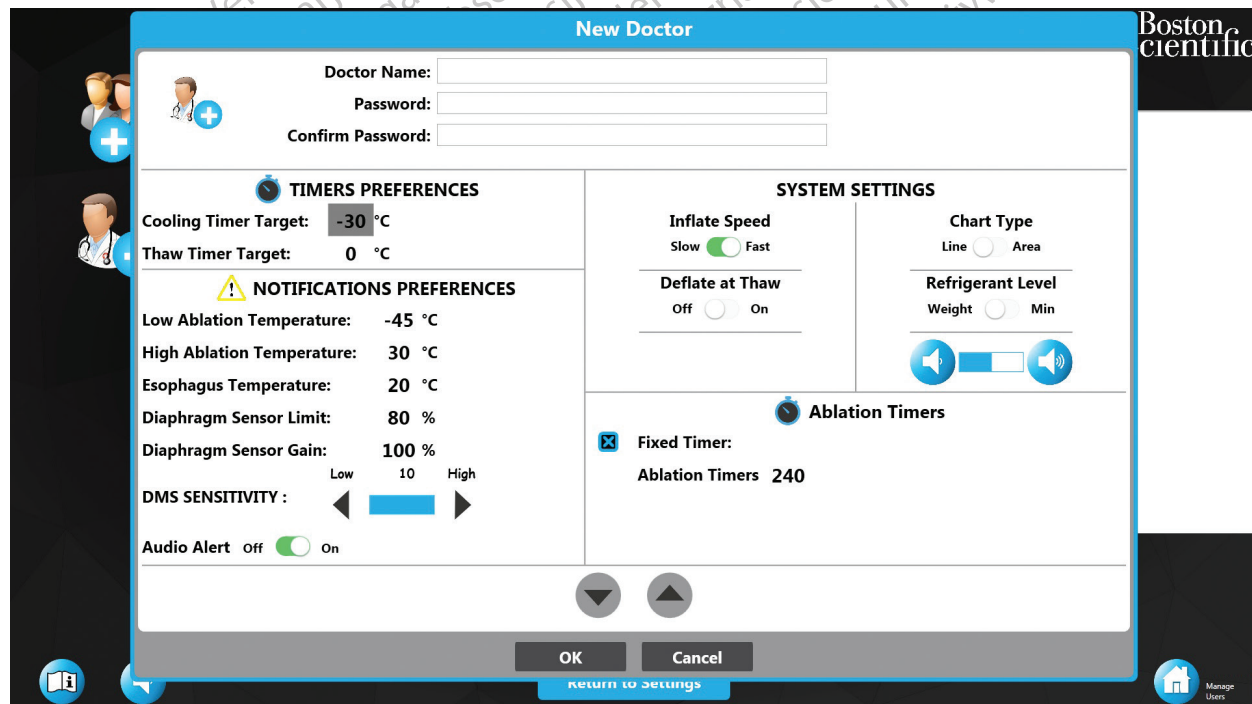 New Doctor
Boston
Scientific
Doctor Name:
Password:
Confirm Password:
TIMERS PREFERENCES
Cooling Timer Target: -30 °C
Thaw Timer Target: 0 °C
NOTIFICATIONS PREFERENCES
Low Ablation Temperature: -45 °C
High Ablation Temperature: 30 °C
Esophagus Temperature: 20 °C
Diaphragm Sensor Limit: 80 %
Diaphragm Sensor Gain: 100 %
Low 10 High
DMS SENSITIVITY :
Audio Alert Off On
SYSTEM SETTINGS
Inflate Speed
Slow Fast
Deflate at Thaw
Off On
Chart Type
Line Area
Refrigerant Level
Weight Min
Ablation Timers
Fixed Timer:
Ablation Timers 240
OK Cancel
Return to Settings
Manage
Users